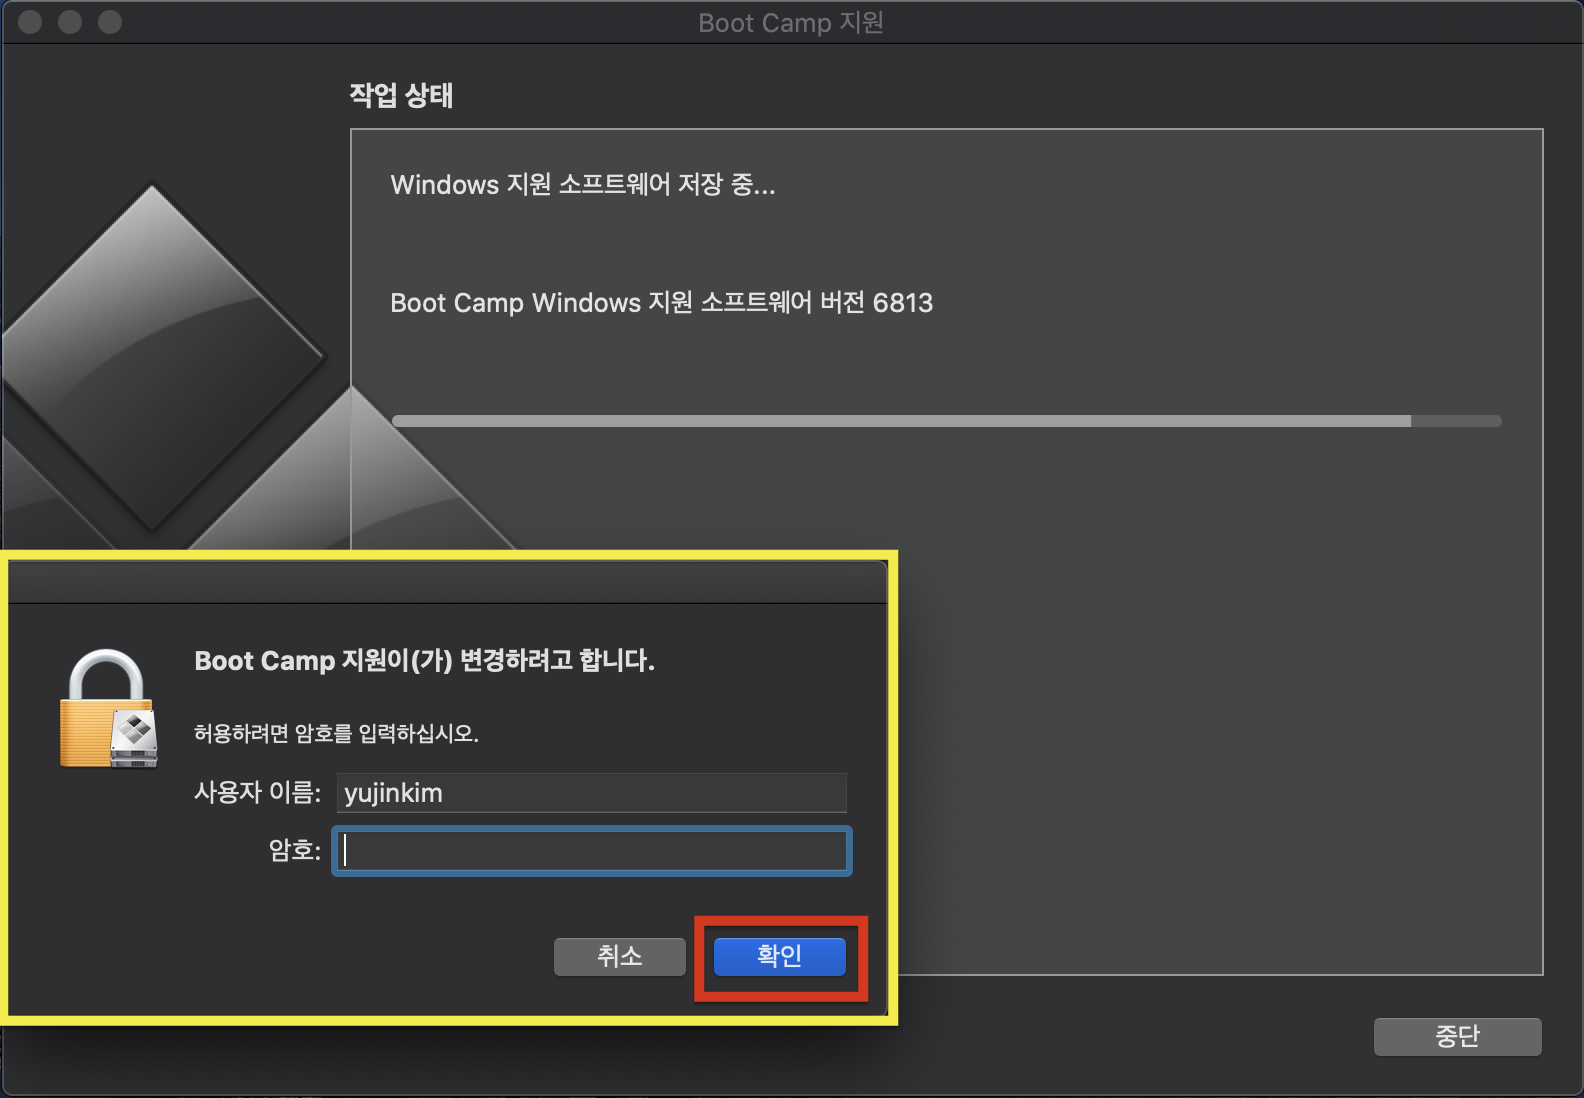 Boot Camp 지원
작업 상태
Windows 지원 소프트웨어 저장 중...
Boot Camp Windows 지원 소프트웨어 버전 6813
Boot Camp 지원이(가) 변경하려고 합니다.
허용하려면 암호를 입력하십시오.
사용자 이름: yujinkim
암호:
취소 확인
중단